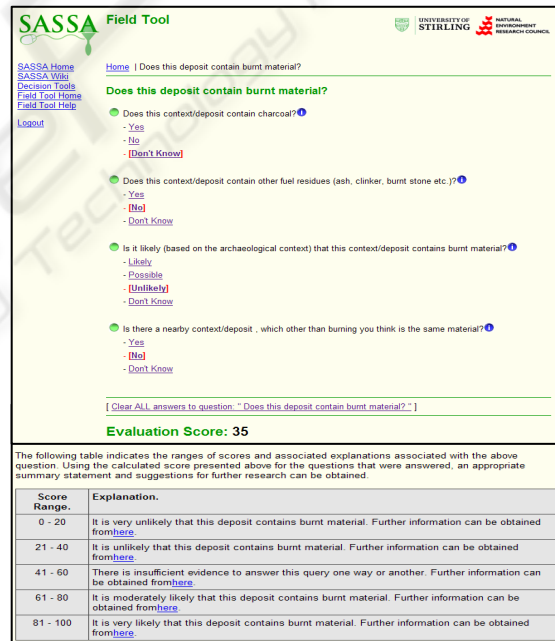 SASSA
Field Tool
UNIVERSITY OF
STIRLING
NATURAL
ENVIRONMENT
RESEARCH COUNCIL
SASSA Home
SASSA Wiki
Decision Tools
Field Tool Home
Field Tool Help
Logout
Home | Does this deposit contain burnt material?
Does this deposit contain burnt material?
Does this context/deposit contain charcoal?
- Yes
- No
- [Don't Know]
Does this context/deposit contain other fuel residues (ash, clinker, burnt stone etc.)?
- Yes
- [No]
- Don't Know
Is it likely (based on the archaeological context) that this context/deposit contains burnt material?
- Likely
- Possible
- [Unlikely]
- Don't Know
Is there a nearby context/deposit , which other than burning you think is the same material?
- Yes
- [No]
- Don't Know
[ Clear ALL answers to question: " Does this deposit contain burnt material? " ]
Evaluation Score: 35
The following table indicates the ranges of scores and associated explanations associated with the above
question. Using the calculated score presented above for the questions that were answered, an appropriate
summary statement and suggestions for further research can be obtained.
Score
Range.
Explanation.
0 - 20
It is very unlikely that this deposit contains burnt material. Further information can be obtained
fromhere.
21 - 40
It is unlikely that this deposit contains burnt material. Further information can be obtained
fromhere.
41 - 60
There is insufficient evidence to answer this query one way or another. Further information can
be obtained fromhere.
61 - 80
It is moderately likely that this deposit contains burnt material. Further information can be
obtained fromhere.
81 - 100
It is very likely that this deposit contains burnt material. Further information can be obtained
fromhere.